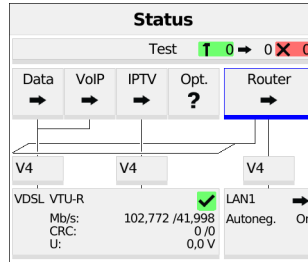 Status
Test 0 0
Data VoIP IPTV Opt. Router
?
V4 V4 V4
VDSL VTU-R LAN1
Mb/s: 102,772 /41,998 Autoneg.
CRC: 0 /0
U: 0,0 V